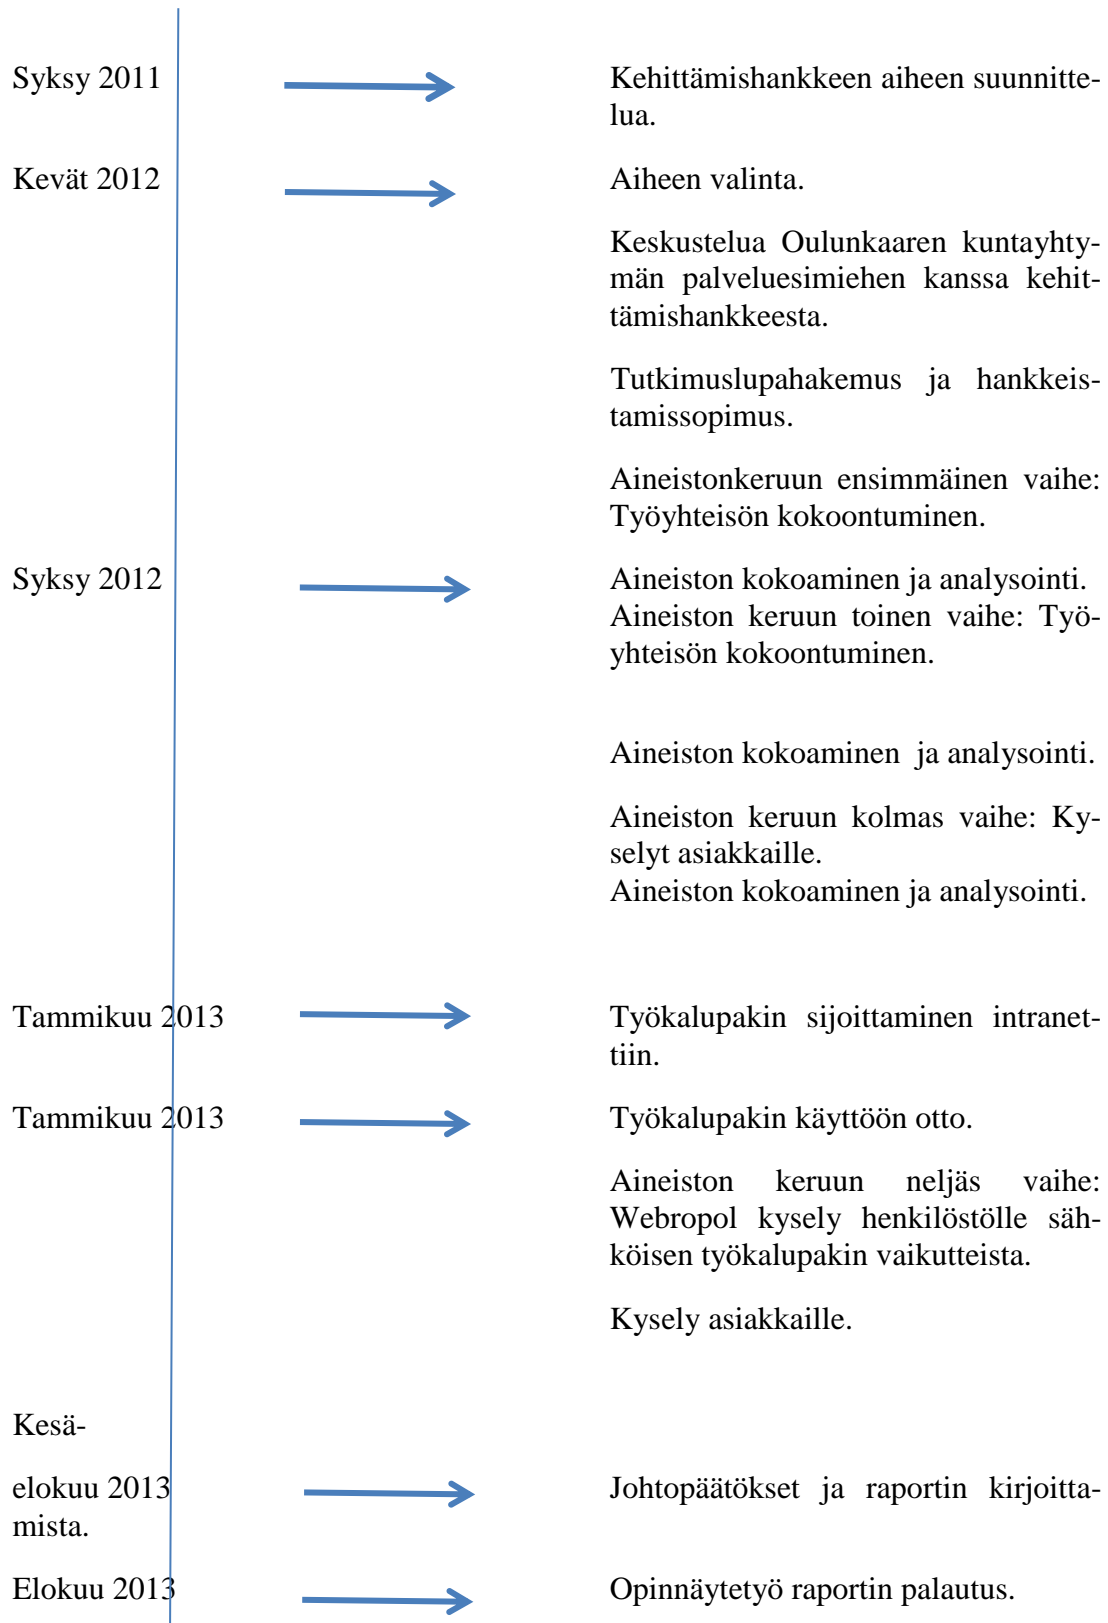 Syksy 2011 Kehittämishankkeen aiheen suunnitte-
lua.
Kevät 2012 Aiheen valinta.
Keskustelua Oulunkaaren kuntayhty-
män palveluesimiehen kanssa kehit-
tämishankkeesta.
Tutkimuslupahakemus ja hankkeis-
tamissopimus.
Aineistonkeruun ensimmäinen vaihe:
Työyhteisön kokoontuminen.
Syksy 2012 Aineiston kokoaminen ja analysointi.
Aineiston keruun toinen vaihe: Työ-
yhteisön kokoontuminen.
Aineiston kokoaminen ja analysointi.
Aineiston keruun kolmas vaihe: Ky-
selyt asiakkaille.
Aineiston kokoaminen ja analysointi.
Tammikuu 2013 Työkalupakin sijoittaminen intranet-
tiin.
Tammikuu 2013 Työkalupakin käyttöön otto.
Aineiston keruun neljäs vaihe:
Webropol kysely henkilöstölle säh-
köisen työkalupakin vaikutteista.
Kysely asiakkaille.
Kesä-
elokuu 2013 Johtopäätökset ja raportin kirjoitta-
mista.
Elokuu 2013 Opinnäytetyö raportin palautus.